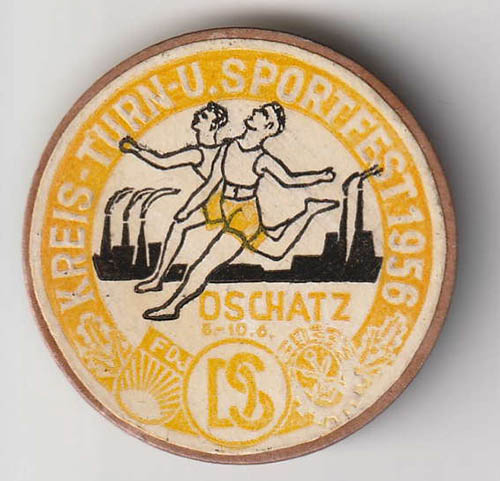 KREIS-TURN-U.SPORTFEST 1956
OSCHATZ
8.-10.6.
FDJ
DS